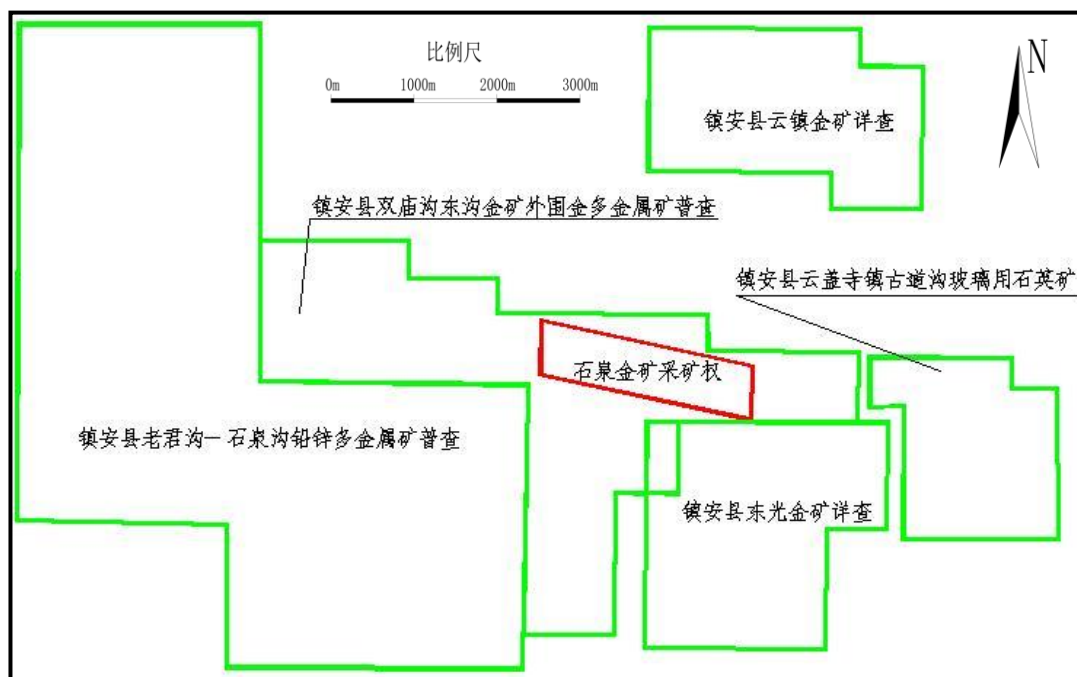 比例尺
0m 1000m 2000m 3000m
N
镇安县云镇金矿详查
镇安县双庙沟东沟金矿外围金多金属矿普查
镇安县云盖寺镇古道沟玻璃用石英矿
石泉金矿采矿权
镇安县老君沟—石泉沟铅锌多金属矿普查
镇安县东光金矿详查